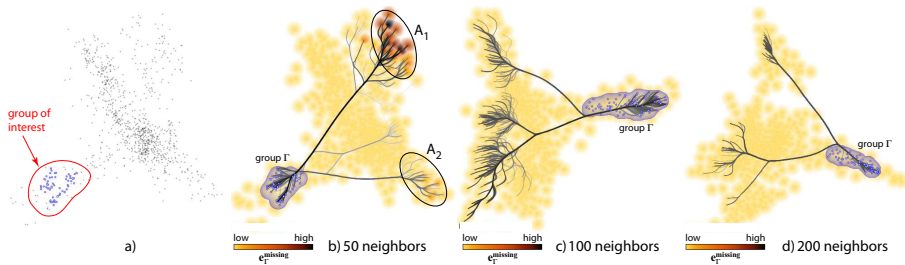 group of
interest
a)
A1
A2
group Γ
low
high
e_Γ^missing
b) 50 neighbors
group Γ
low
high
e_Γ^missing
c) 100 neighbors
group Γ
low
high
e_Γ^missing
d) 200 neighbors